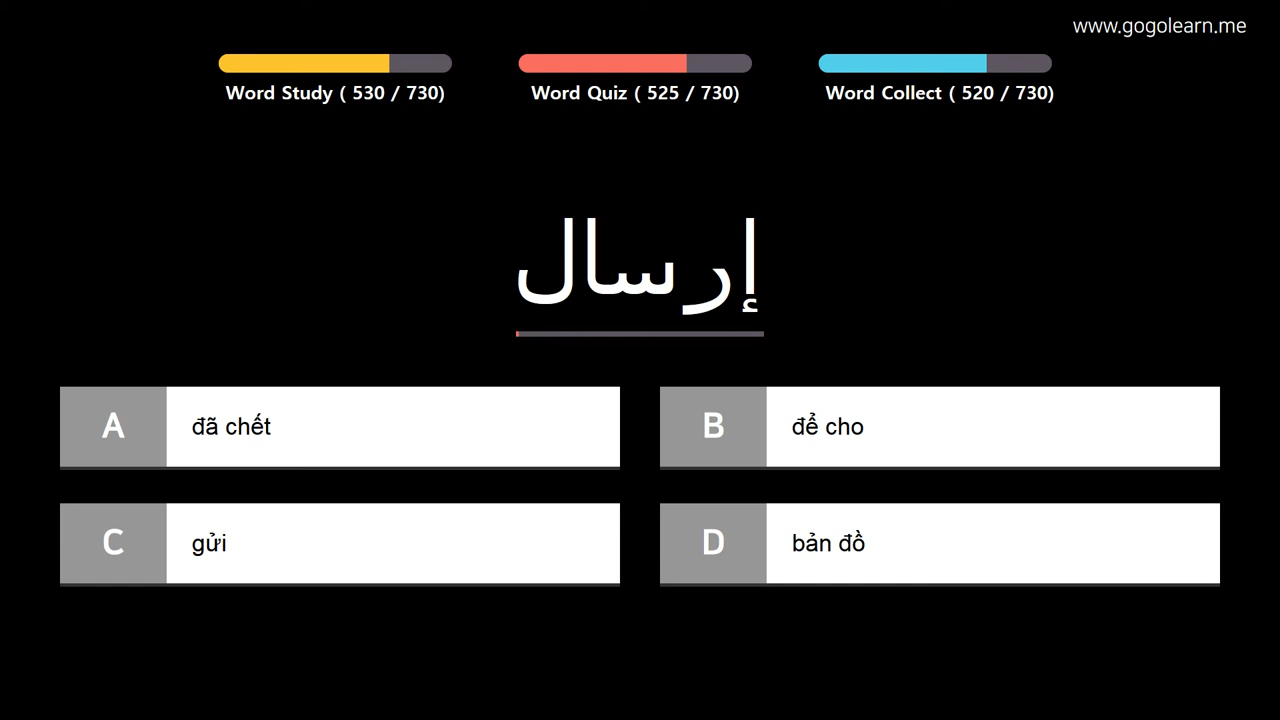 www.gogolearn.me
Word Study ( 530 / 730)
Word Quiz ( 525 / 730)
Word Collect ( 520 / 730)
إرسال
A
đã chết
B
để cho
C
gửi
D
bản đồ